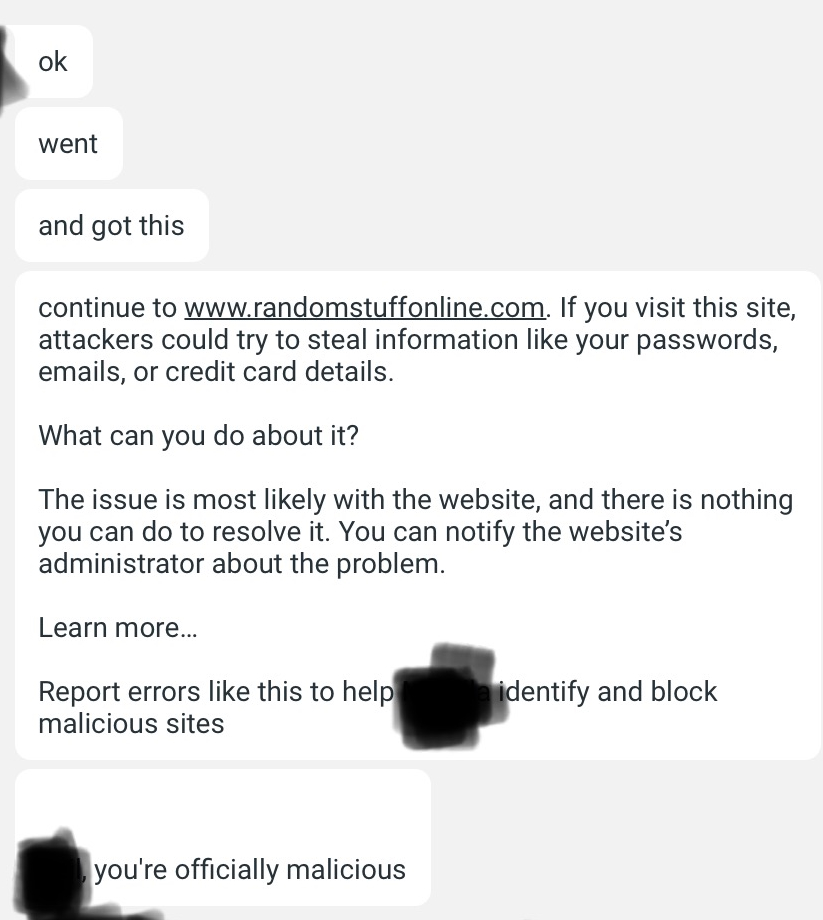 ok
went
and got this
continue to www.randomstuffonline.com. If you visit this site,
attackers could try to steal information like your passwords,
emails, or credit card details.
What can you do about it?
The issue is most likely with the website, and there is nothing
you can do to resolve it. You can notify the website’s
administrator about the problem.
Learn more…
Report errors like this to help identify and block
malicious sites
, you're officially malicious